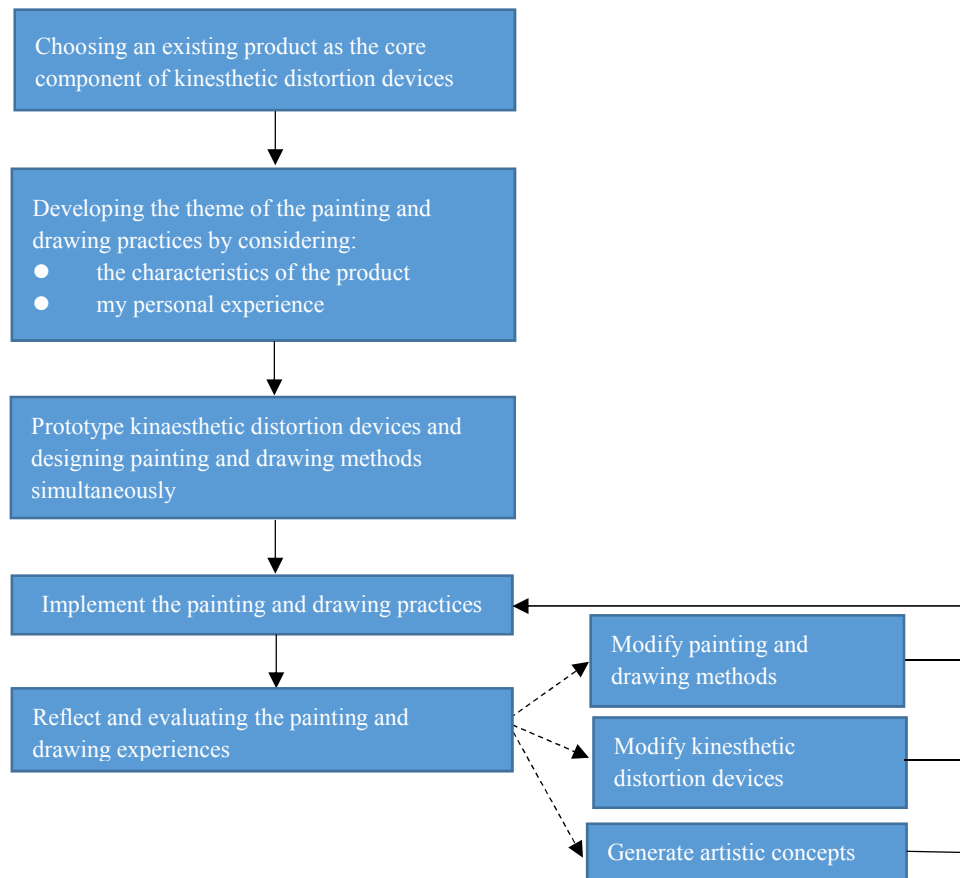 Choosing an existing product as the core
component of kinesthetic distortion devices
Developing the theme of the painting and
drawing practices by considering:
● the characteristics of the product
● my personal experience
Prototype kinaesthetic distortion devices and
designing painting and drawing methods
simultaneously
Implement the painting and drawing practices
Reflect and evaluating the painting and
drawing experiences
Modify painting and
drawing methods
Modify kinesthetic
distortion devices
Generate artistic concepts